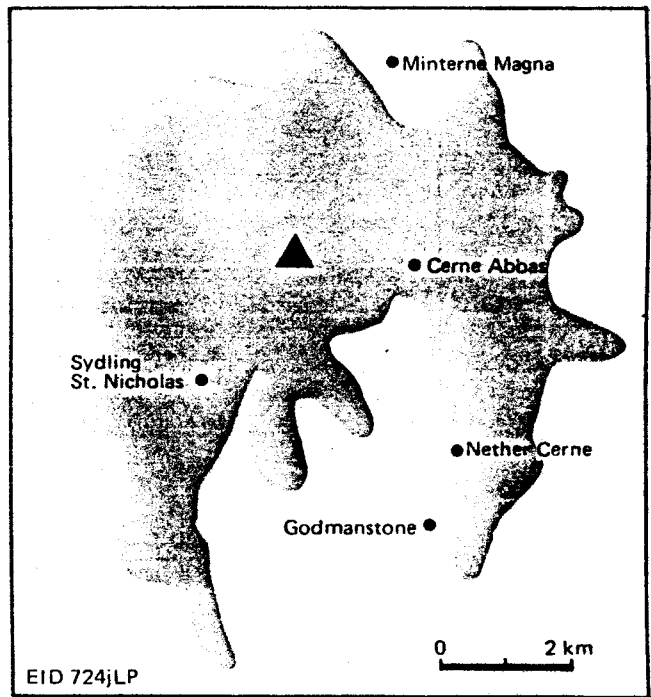 Minterne Magna
Cerne Abbas
Sydling
St. Nicholas
Nether Cerne
Godmanstone
0 2 km
EID 724jLP